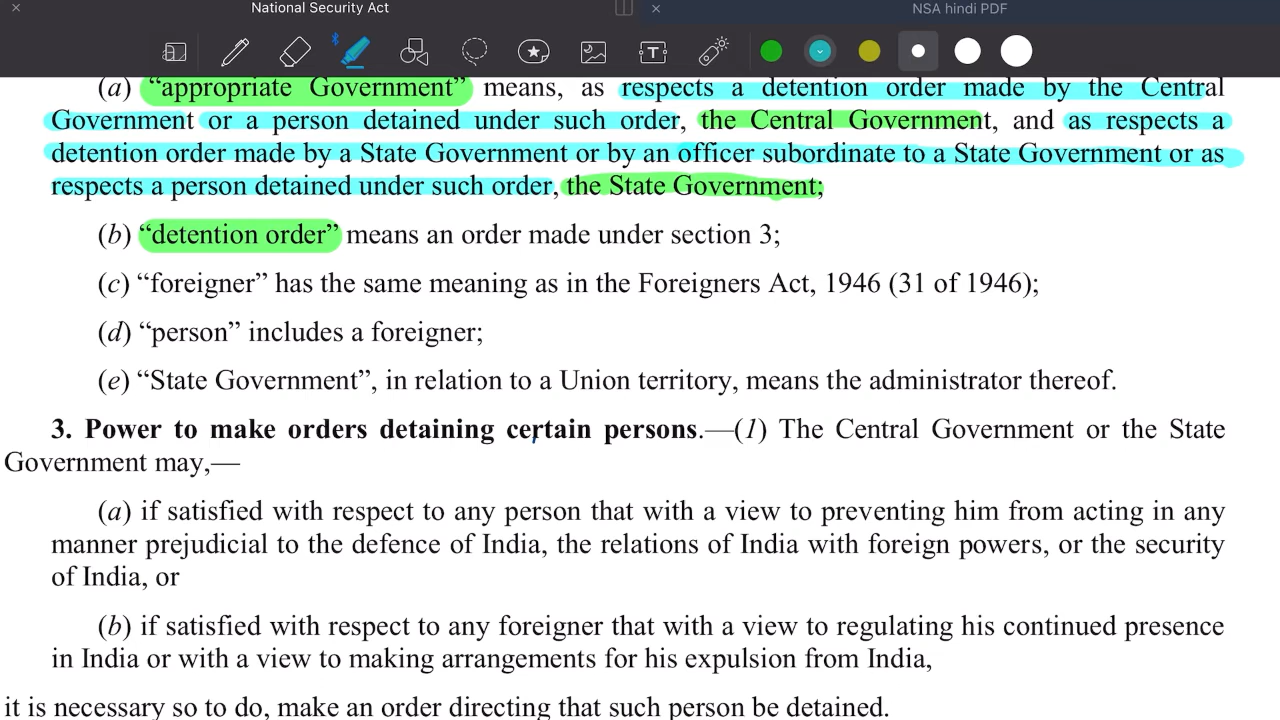 National Security Act
NSA hindi PDF
(a) “appropriate Government” means, as respects a detention order made by the Central
Government or a person detained under such order, the Central Government, and as respects a
detention order made by a State Government or by an officer subordinate to a State Government or as
respects a person detained under such order, the State Government;
(b) “detention order” means an order made under section 3;
(c) “foreigner” has the same meaning as in the Foreigners Act, 1946 (31 of 1946);
(d) “person” includes a foreigner;
(e) “State Government”, in relation to a Union territory, means the administrator thereof.
3. Power to make orders detaining certain persons.—(1) The Central Government or the State
Government may,—
(a) if satisfied with respect to any person that with a view to preventing him from acting in any
manner prejudicial to the defence of India, the relations of India with foreign powers, or the security
of India, or
(b) if satisfied with respect to any foreigner that with a view to regulating his continued presence
in India or with a view to making arrangements for his expulsion from India,
it is necessary so to do, make an order directing that such person be detained.